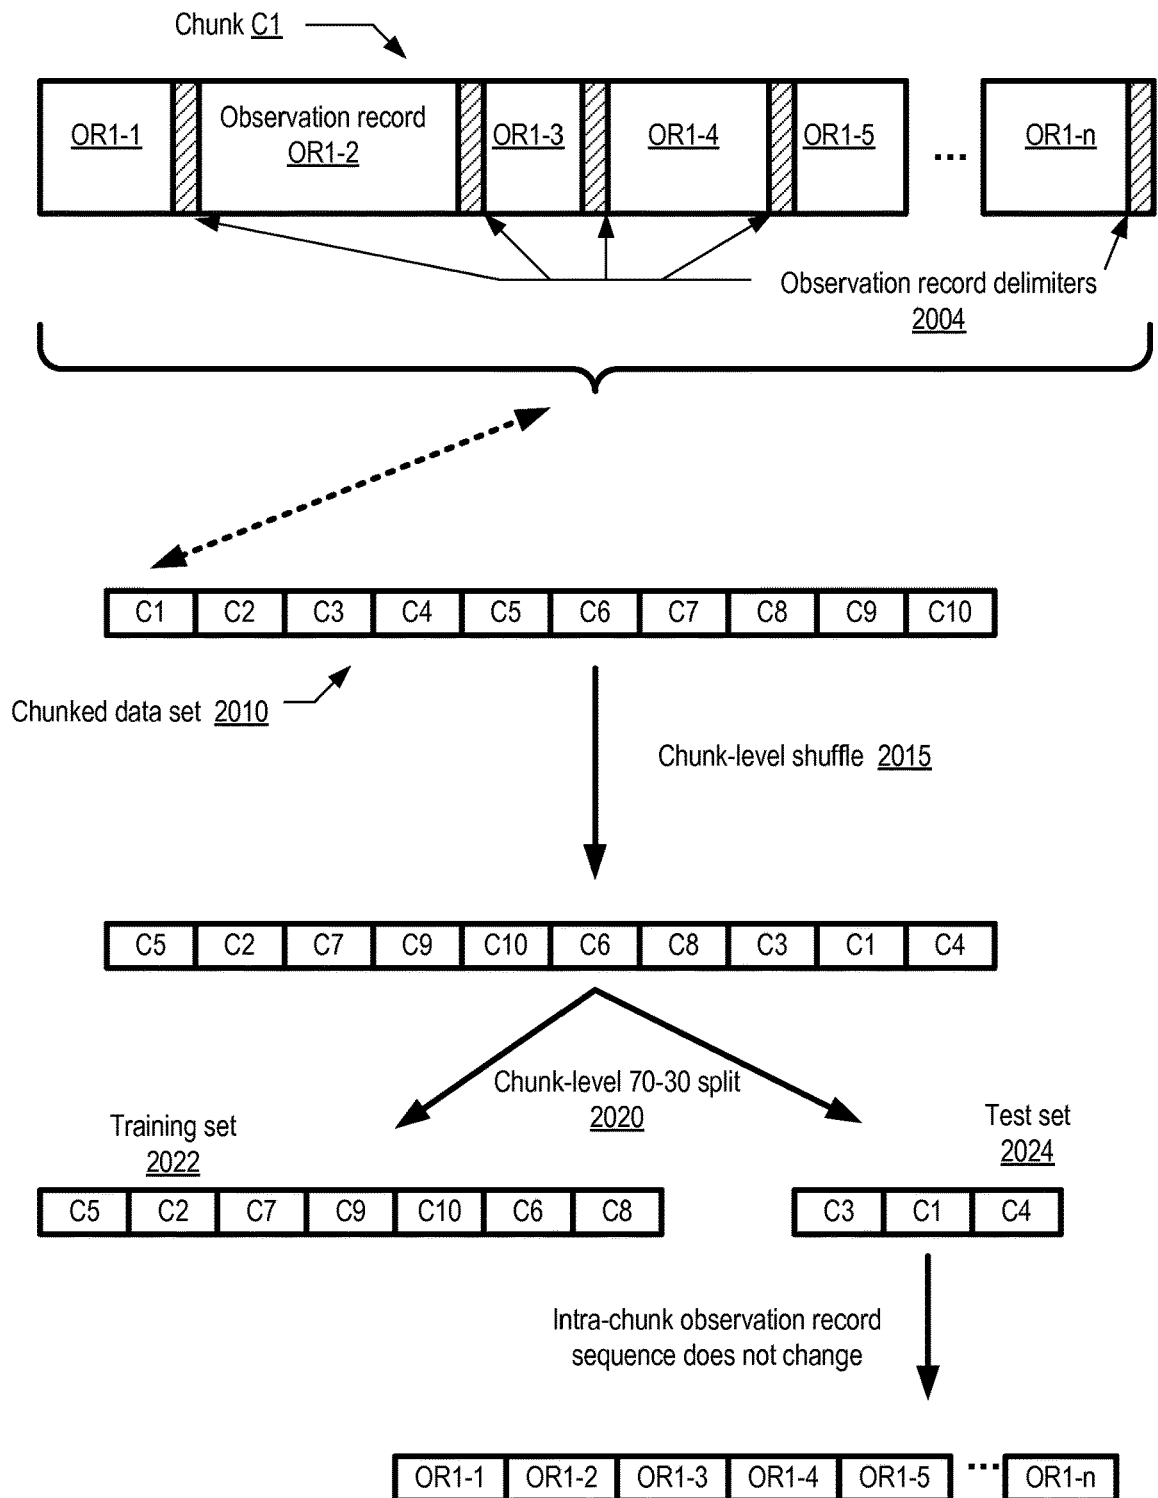 Chunk C1
OR1-1
Observation record
OR1-2
OR1-3
OR1-4
OR1-5
...
OR1-n
Observation record delimiters
2004
C1 C2 C3 C4 C5 C6 C7 C8 C9 C10
Chunked data set 2010
Chunk-level shuffle 2015
C5 C2 C7 C9 C10 C6 C8 C3 C1 C4
Chunk-level 70-30 split
2020
Training set
2022
Test set
2024
C5 C2 C7 C9 C10 C6 C8
C3 C1 C4
Intra-chunk observation record
sequence does not change
OR1-1 OR1-2 OR1-3 OR1-4 OR1-5 ... OR1-n